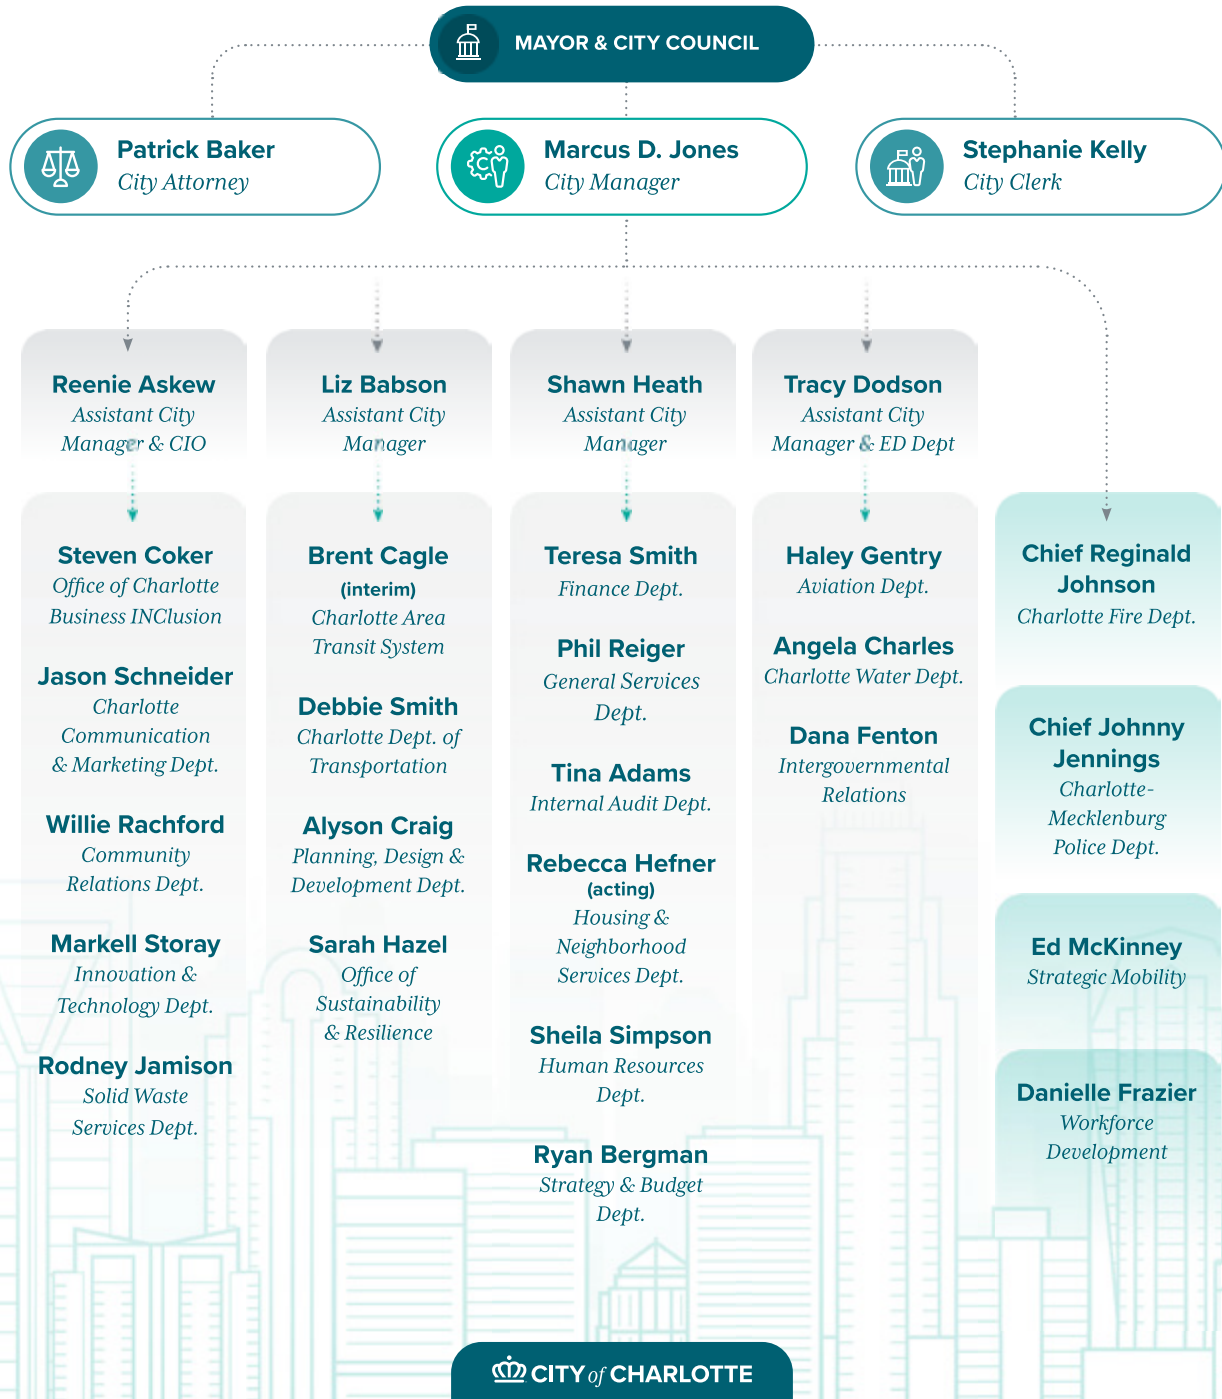 MAYOR & CITY COUNCIL
Patrick Baker
City Attorney
Marcus D. Jones
City Manager
Stephanie Kelly
City Clerk
Reenie Askew
Assistant City
Manager & CIO
Liz Babson
Assistant City
Manager
Shawn Heath
Assistant City
Manager
Tracy Dodson
Assistant City
Manager & ED Dept
Steven Coker
Office of Charlotte
Business INClusion
Jason Schneider
Charlotte
Communication
& Marketing Dept.
Willie Rachford
Community
Relations Dept.
Markell Storay
Innovation &
Technology Dept.
Rodney Jamison
Solid Waste
Services Dept.
Brent Cagle
(interim)
Charlotte Area
Transit System
Debbie Smith
Charlotte Dept. of
Transportation
Alyson Craig
Planning, Design &
Development Dept.
Sarah Hazel
Office of
Sustainability
& Resilience
Teresa Smith
Finance Dept.
Phil Reiger
General Services
Dept.
Tina Adams
Internal Audit Dept.
Rebecca Hefner
(acting)
Housing &
Neighborhood
Services Dept.
Sheila Simpson
Human Resources
Dept.
Ryan Bergman
Strategy & Budget
Dept.
Haley Gentry
Aviation Dept.
Angela Charles
Charlotte Water Dept.
Dana Fenton
Intergovernmental
Relations
Chief Reginald
Johnson
Charlotte Fire Dept.
Chief Johnny
Jennings
Charlotte-
Mecklenburg
Police Dept.
Ed McKinney
Strategic Mobility
Danielle Frazier
Workforce
Development
CITY of CHARLOTTE